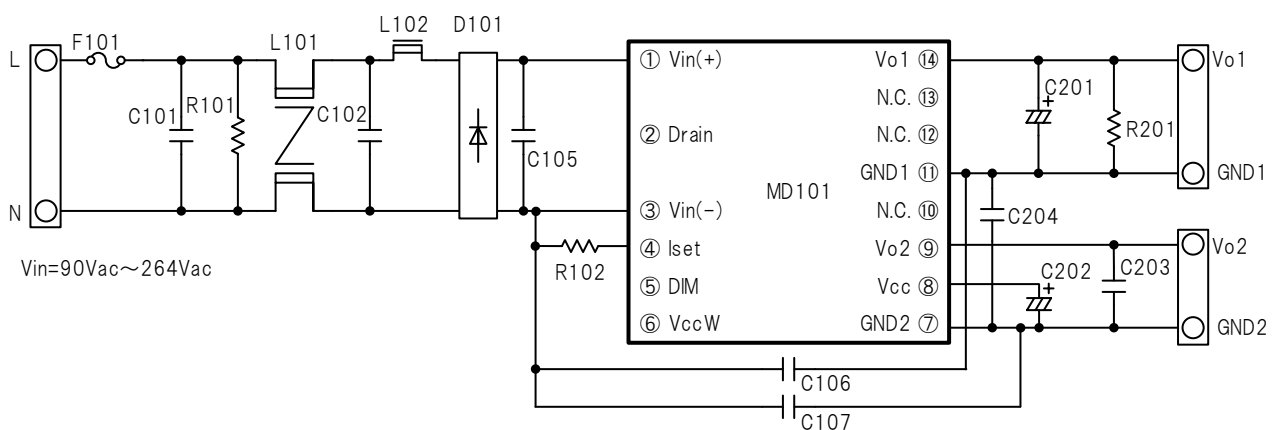 L102 D101
F101 L101
L
C101 R101 C102 C105
N
Vin=90Vac～264Vac
R102
① Vin(+)
② Drain
③ Vin(-)
④ Iset
⑤ DIM
⑥ VccW
MD101
Vo1 ⑭
N.C. ⑬
N.C. ⑫
GND1 ⑪
N.C. ⑩
Vo2 ⑨
Vcc ⑧
GND2 ⑦
C201 +
R201
C204
C202 +
C203
Vo1
GND1
Vo2
GND2
C106
C107